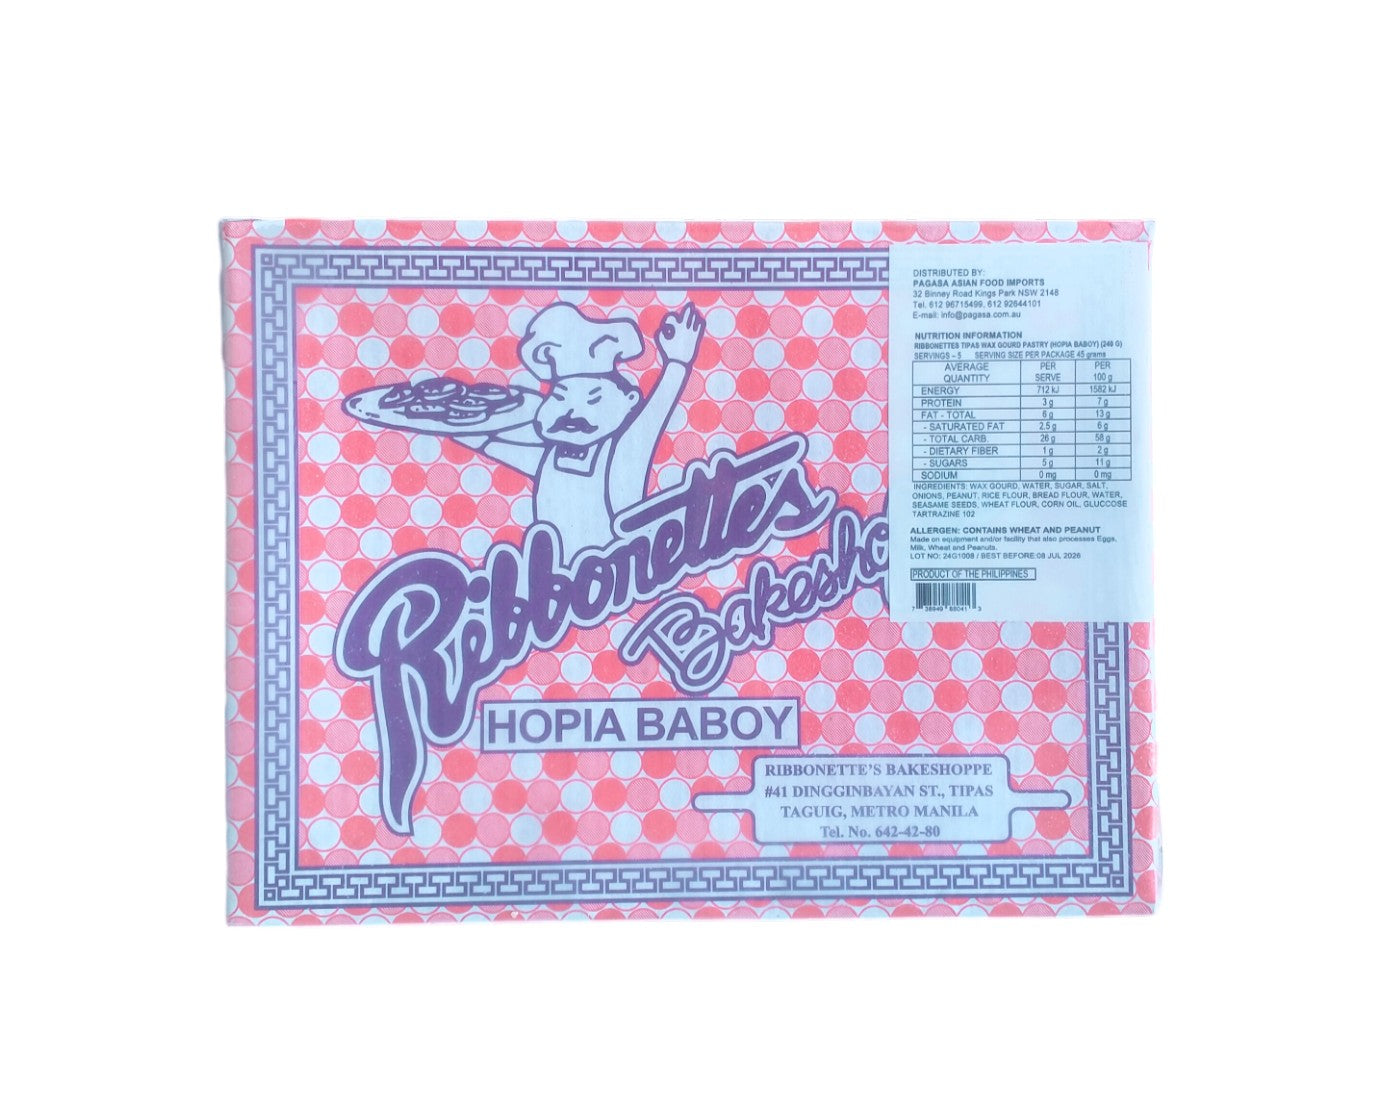 Ribbonette's
Bakesho
HOPIA BABOY
RIBBONETTE'S BAKESHOPPE
#41 DINGGINBAYAN ST., TIPAS
TAGUIG, METRO MANILA
Tel. No. 642-42-80
DISTRIBUTED BY:
PAGASA ASIAN FOOD IMPORTS
32 Binney Road Kings Park NSW 2148
Tel. 612 96715499, 612 92644101
E-mail: info@pagasa.com.au
NUTRITION INFORMATION
RIBBONETTES TIPAS WAX GOURD PASTRY (HOPIA BABOY) (240 G)
SERVINGS – 5 SERVING SIZE PER PACKAGE 45 grams
AVERAGE QUANTITY PER SERVE PER 100 g
ENERGY 712 kJ 1582 kJ
PROTEIN 3 g 7 g
FAT - TOTAL 6 g 13 g
- SATURATED FAT 2.5 g 6 g
- TOTAL CARB. 26 g 58 g
- DIETARY FIBER 1 g 2 g
- SUGARS 5 g 11 g
SODIUM 0 mg 0 mg
INGREDIENTS: WAX GOURD, WATER, SUGAR, SALT,
ONIONS, PEANUT, RICE FLOUR, BREAD FLOUR, WATER,
SEASAME SEEDS, WHEAT FLOUR, CORN OIL, GLUCCOSE
TARTRAZINE 102
ALLERGEN: CONTAINS WHEAT AND PEANUT
Made on equipment and/or facility that also processes Eggs,
Milk, Wheat and Peanuts.
LOT NO: 24G1008 / BEST BEFORE:08 JUL 2026
PRODUCT OF THE PHILIPPINES
7 38949 88041 3